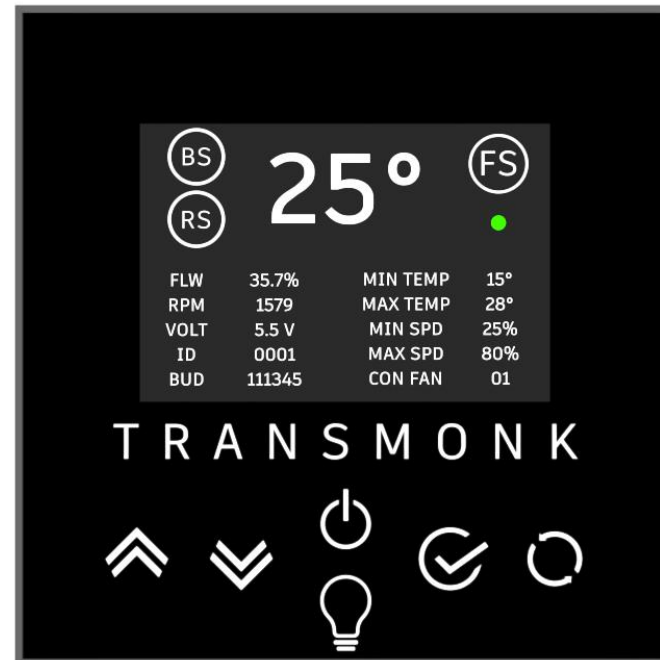 BS 25° FS
RS
FLW 35.7% MIN TEMP 15°
RPM 1579 MAX TEMP 28°
VOLT 5.5 V MIN SPD 25%
ID 0001 MAX SPD 80%
BUD 111345 CON FAN 01
TRANSMONK